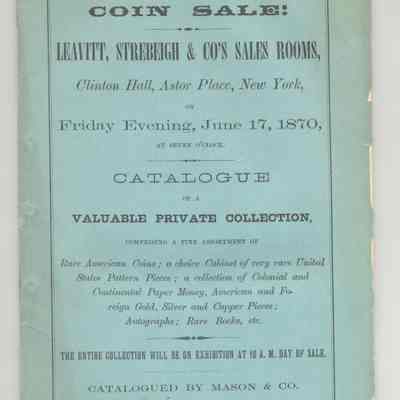 COIN SALE:
LEAVITT, STREBEIGH & CO'S SALES ROOMS,
Clinton Hall, Astor Place, New York,
ON
Friday Evening, June 17, 1870,
AT SEVEN O'CLOCK.
CATALOGUE
OF A
VALUABLE PRIVATE COLLECTION,
COMPRISING A FINE ASSORTMENT OF
Rare American Coins; a choice Cabinet of very rare United
States Pattern Pieces; a collection of Colonial and
Continental Paper Money, American and Fo-
reign Gold, Silver and Copper Pieces;
Autographs; Rare Books, etc.
THE ENTIRE COLLECTION WILL BE ON EXHIBITION AT 10 A. M. DAY OF SALE.
CATALOGUED BY MASON & CO.